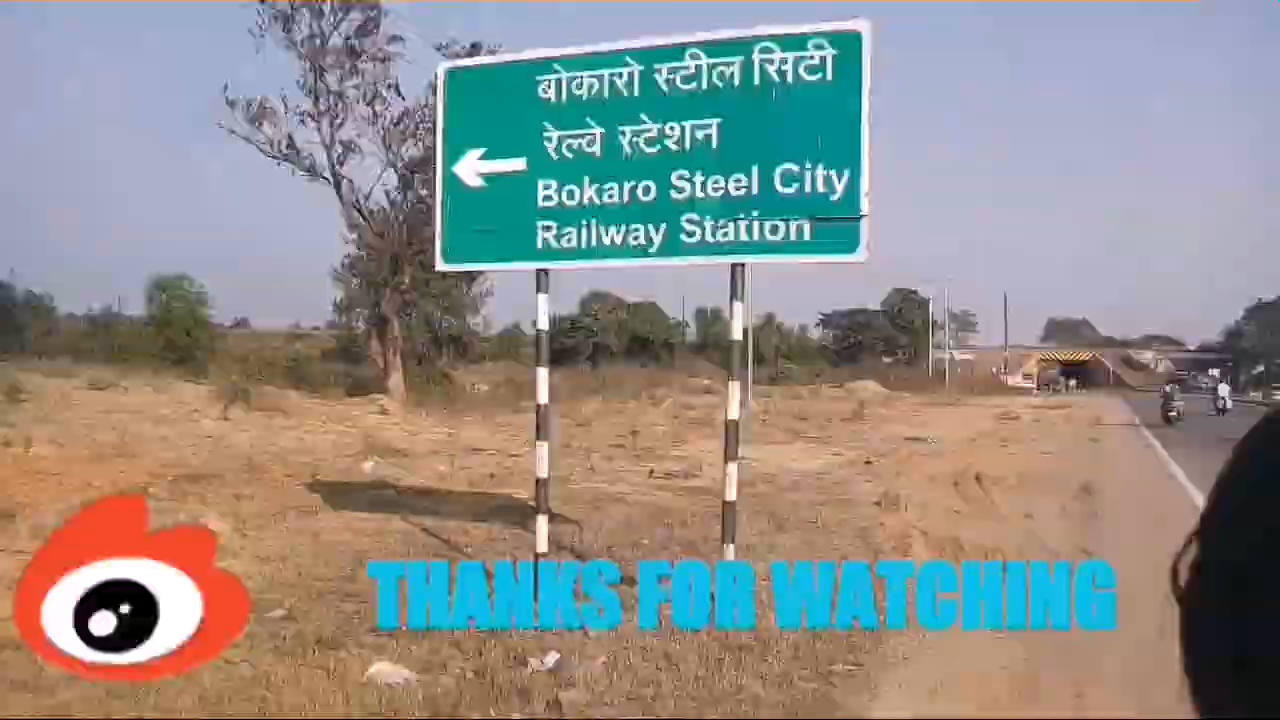 बोकारो स्टील सिटी
रेल्वे स्टेशन
Bokaro Steel City
Railway Station
THANKS FOR WATCHING